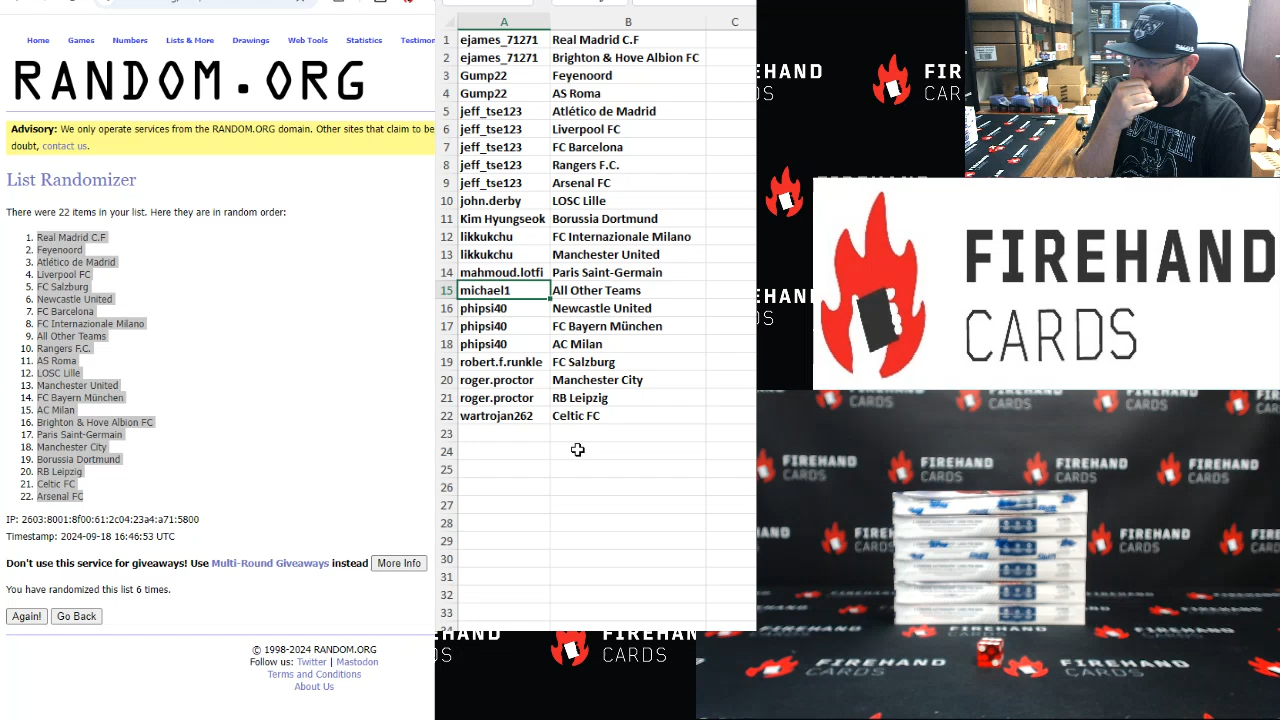 Home Games Numbers Lists & More Drawings Web Tools Statistics Testimon
RANDOM.ORG
Advisory: We only operate services from the RANDOM.ORG domain. Other sites that claim to be
doubt, contact us.
List Randomizer
There were 22 items in your list. Here they are in random order:
1. Real Madrid C.F
2. Feyenoord
3. Atlético de Madrid
4. Liverpool FC
5. FC Salzburg
6. Newcastle United
7. FC Barcelona
8. FC Internazionale Milano
9. All Other Teams
10. Rangers F.C.
11. AS Roma
12. LOSC Lille
13. Manchester United
14. FC Bayern München
15. AC Milan
16. Brighton & Hove Albion FC
17. Paris Saint-Germain
18. Manchester City
19. Borussia Dortmund
20. RB Leipzig
21. Celtic FC
22. Arsenal FC
IP: 2603:8001:8f00:61:2c04:23a4:a71:5800
Timestamp: 2024-09-18 16:46:53 UTC
Don't use this service for giveaways! Use Multi-Round Giveaways instead More Info
You have randomized this list 6 times.
Again! Go Back
© 1998-2024 RANDOM.ORG
Follow us: Twitter | Mastodon
Terms and Conditions
About Us
A B C
1 ejames_71271 Real Madrid C.F
2 ejames_71271 Brighton & Hove Albion FC
3 Gump22 Feyenoord
4 Gump22 AS Roma
5 jeff_tse123 Atlético de Madrid
6 jeff_tse123 Liverpool FC
7 jeff_tse123 FC Barcelona
8 jeff_tse123 Rangers F.C.
9 jeff_tse123 Arsenal FC
10 john.derby LOSC Lille
11 Kim Hyungseok Borussia Dortmund
12 likkukchu FC Internazionale Milano
13 likkukchu Manchester United
14 mahmoud.lotfi Paris Saint-Germain
15 michael1 All Other Teams
16 phipsi40 Newcastle United
17 phipsi40 FC Bayern München
18 phipsi40 AC Milan
19 robert.f.runkle FC Salzburg
20 roger.proctor Manchester City
21 roger.proctor RB Leipzig
22 wartrojan262 Celtic FC
23
24
25
26
27
28
29
30
31
32
33
FIREHAND
CARDS
FIREHAND
CARDS
FIREHAND
CARDS